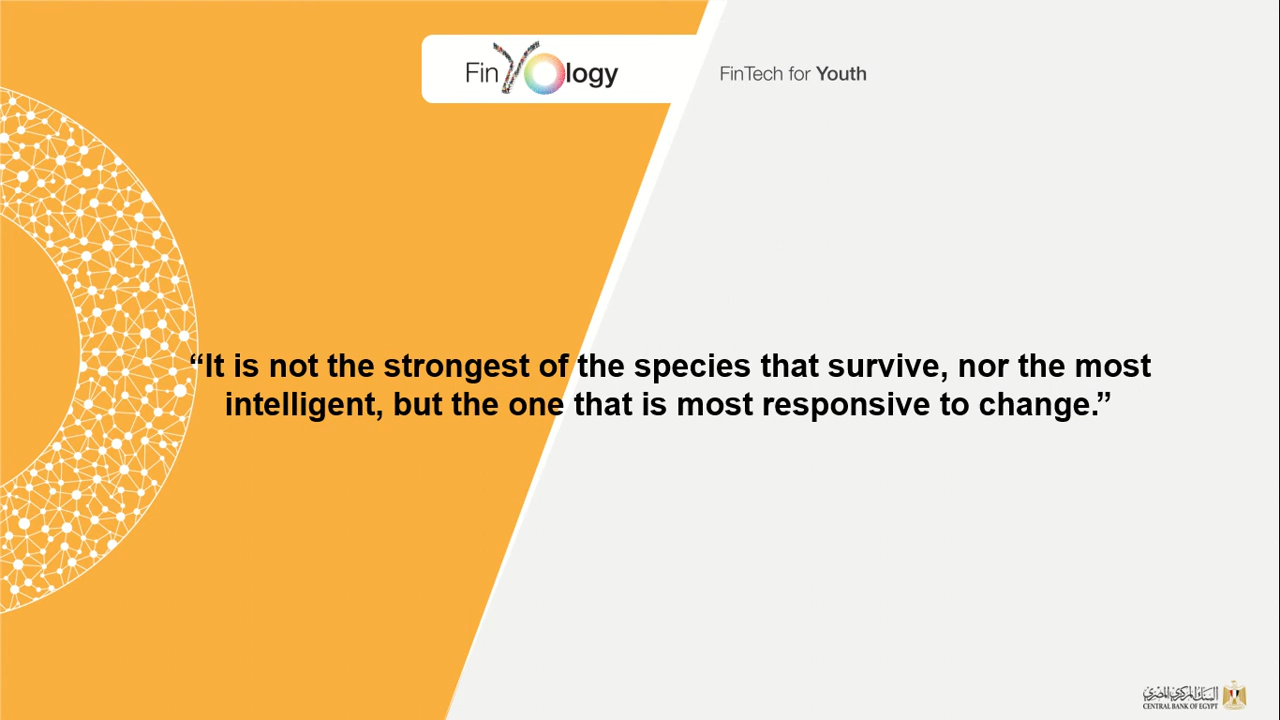 FinYology
FinTech for Youth
“It is not the strongest of the species that survive, nor the most
intelligent, but the one that is most responsive to change.”
البنك المركزي المصري
CENTRAL BANK OF EGYPT